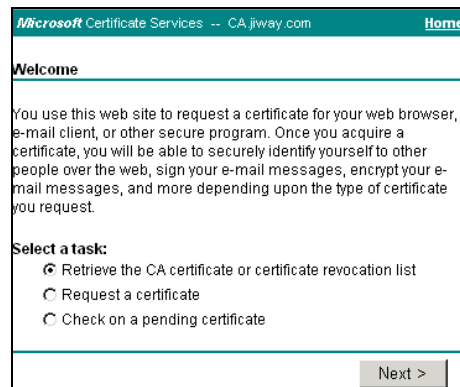 Microsoft Certificate Services -- CA.jiway.com Home
Welcome
You use this web site to request a certificate for your web browser,
e-mail client, or other secure program. Once you acquire a
certificate, you will be able to securely identify yourself to other
people over the web, sign your e-mail messages, encrypt your e-
mail messages, and more depending upon the type of certificate
you request.
Select a task:
Retrieve the CA certificate or certificate revocation list
Request a certificate
Check on a pending certificate
Next >